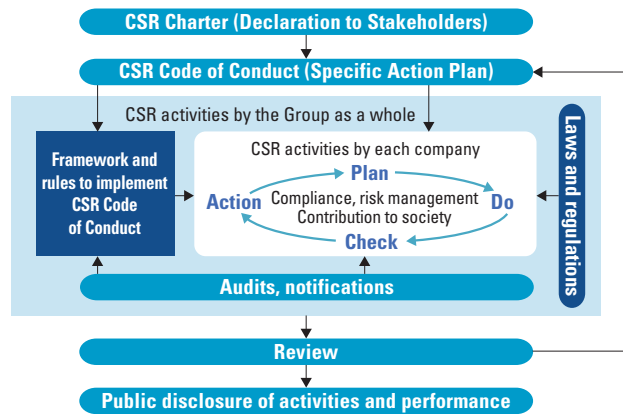 CSR Charter (Declaration to Stakeholders)
CSR Code of Conduct (Specific Action Plan)
CSR activities by the Group as a whole
Framework and
rules to implement
CSR Code
of Conduct
CSR activities by each company
Plan
Action
Compliance, risk management
Contribution to society
Do
Check
Laws and regulations
Audits, notifications
Review
Public disclosure of activities and performance